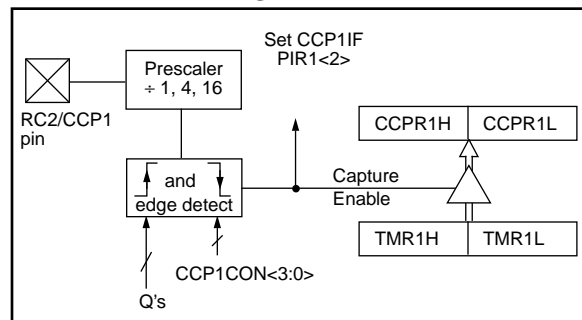 Set CCP1IF
PIR1<2>
Prescaler
÷ 1, 4, 16
RC2/CCP1
pin
CCPR1H
CCPR1L
and
edge detect
Capture
Enable
TMR1H
TMR1L
CCP1CON<3:0>
Q's